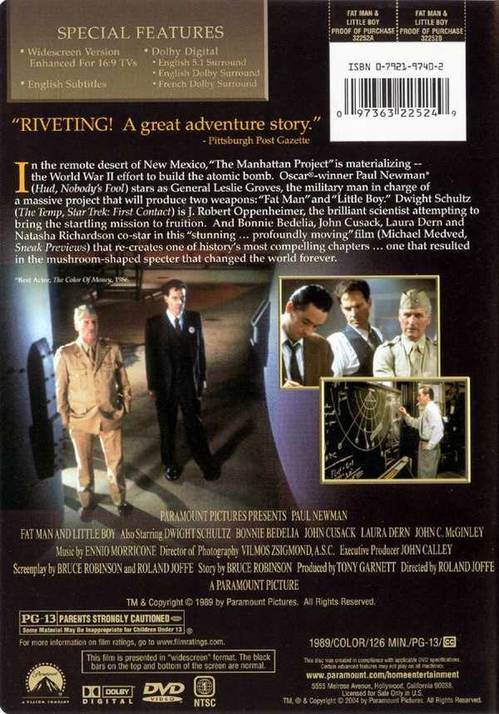 SPECIAL FEATURES
• Widescreen Version
Enhanced For 16:9 TVs
• English Subtitles
• Dolby Digital
• English 5.1 Surround
• English Dolby Surround
• French Dolby Surround
FAT MAN &
LITTLE BOY
PROOF OF PURCHASE
32252A
FAT MAN &
LITTLE BOY
PROOF OF PURCHASE
32252B
ISBN 0-7921-9740-2
0 97363 22524 9
"RIVETING! A great adventure story."
- Pittsburgh Post Gazette
In the remote desert of New Mexico, "The Manhattan Project" is materializing --
the World War II effort to build the atomic bomb. Oscar®-winner Paul Newman*
(Hud, Nobody's Fool) stars as General Leslie Groves, the military man in charge of
a massive project that will produce two weapons: "Fat Man" and "Little Boy." Dwight Schultz
(The Temp, Star Trek: First Contact) is J. Robert Oppenheimer, the brilliant scientist attempting to
bring the startling mission to fruition. And Bonnie Bedelia, John Cusack, Laura Dern and
Natasha Richardson co-star in this "stunning ... profoundly moving" film (Michael Medved,
Sneak Previews) that re-creates one of history's most compelling chapters ... one that resulted
in the mushroom-shaped specter that changed the world forever.
*Best Actor, The Color Of Money, 1986.
PARAMOUNT PICTURES PRESENTS PAUL NEWMAN
FAT MAN AND LITTLE BOY Also Starring DWIGHT SCHULTZ BONNIE BEDELIA JOHN CUSACK LAURA DERN JOHN C. McGINLEY
Music by ENNIO MORRICONE Director of Photography VILMOS ZSIGMOND, A.S.C. Executive Producer JOHN CALLEY
Screenplay by BRUCE ROBINSON and ROLAND JOFFE Story by BRUCE ROBINSON Produced by TONY GARNETT Directed by ROLAND JOFFE
A PARAMOUNT PICTURE
TM & Copyright © 1989 by Paramount Pictures. All Rights Reserved.
PG-13 PARENTS STRONGLY CAUTIONED
Some Material May Be Inappropriate for Children Under 13
For more information on film ratings, go to www.filmratings.com.
1989/COLOR/126 MIN./PG-13/CC
This film is presented in "widescreen" format. The black
bars on the top and bottom of the screen are normal.
This disc was created in compliance with applicable DVD specifications.
Certain advanced features may not play on all machines.
www.paramount.com/homeentertainment
5555 Melrose Avenue, Hollywood, California 90038.
Licensed for Sale Only in U.S.
TM, ® & Copyright © 2004 by Paramount Pictures. All Rights Reserved.
Paramount
A VIACOM COMPANY
DOLBY
DIGITAL
DVD
VIDEO
NTSC